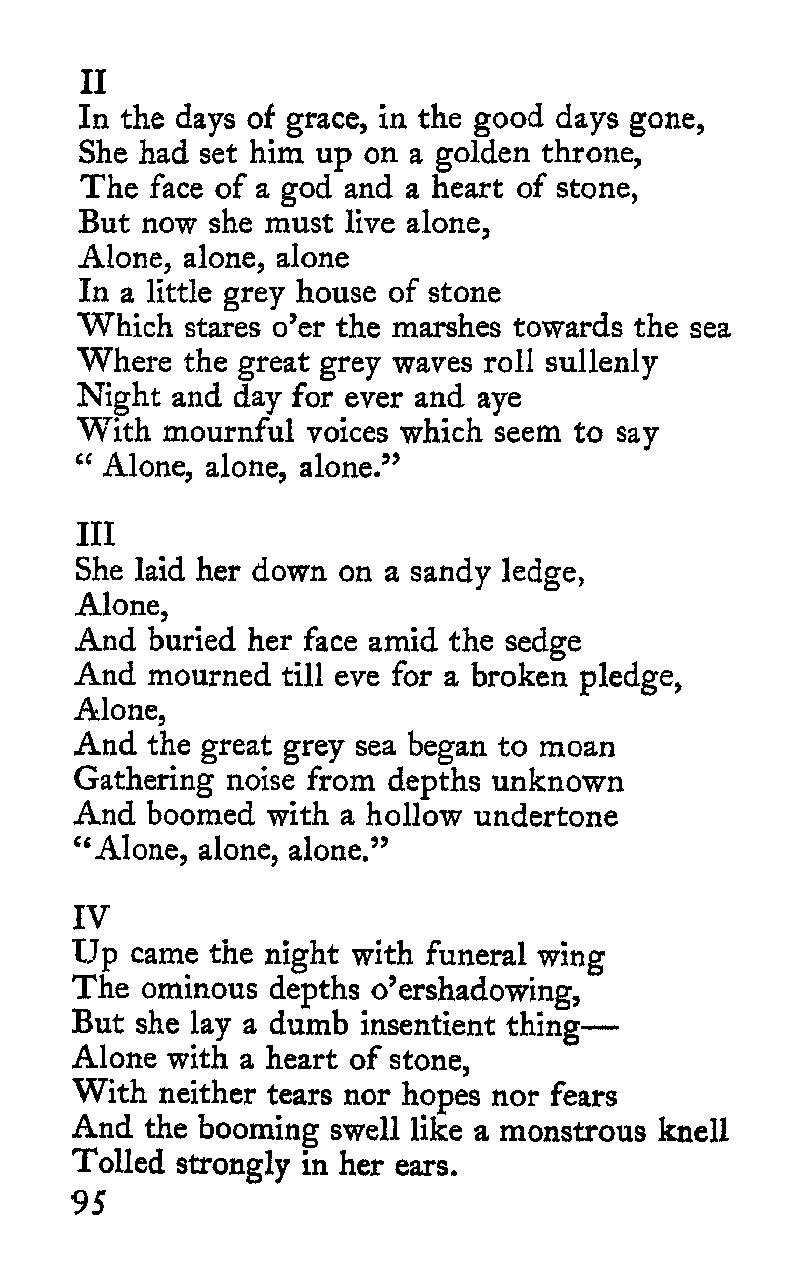 II
In the days of grace, in the good days gone,
She had set him up on a golden throne,
The face of a god and a heart of stone,
But now she must live alone,
Alone, alone, alone
In a little grey house of stone
Which stares o’er the marshes towards the sea
Where the great grey waves roll sullenly
Night and day for ever and aye
With mournful voices which seem to say
“ Alone, alone, alone.”

III
She laid her down on a sandy ledge,
Alone,
And buried her face amid the sedge
And mourned till eve for a broken pledge,
Alone,
And the great grey sea began to moan
Gathering noise from depths unknown
And boomed with a hollow undertone
“Alone, alone, alone.”

IV
Up came the night with funeral wing
The ominous depths o’ershadowing,
But she lay a dumb insentient thing—
Alone with a heart of stone,
With neither tears nor hopes nor fears
And the booming swell like a monstrous knell
Tolled strongly in her ears.
95